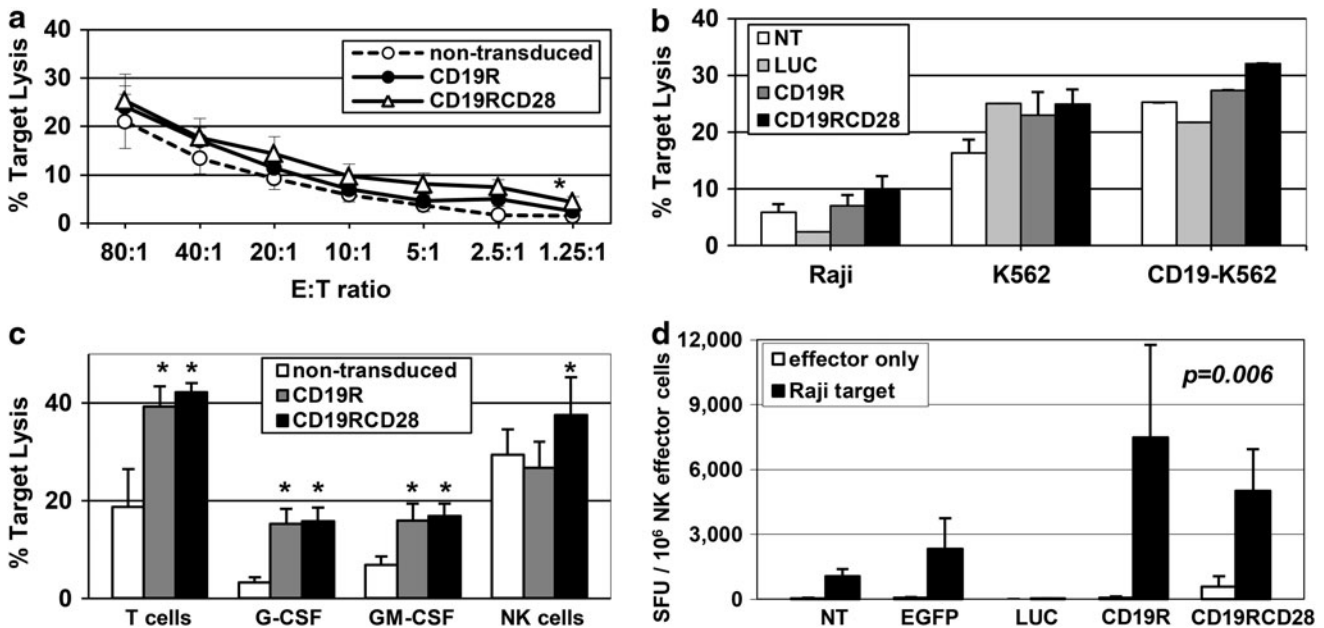 a
% Target Lysis
40
30
20
10
0
non-transduced
CD19R
CD19RCD28
*
80:1 40:1 20:1 10:1 5:1 2.5:1 1.25:1
E:T ratio
b
% Target Lysis
40
30
20
10
0
NT
LUC
CD19R
CD19RCD28
Raji K562 CD19-K562
c
% Target Lysis
40
20
0
non-transduced
CD19R
CD19RCD28
* * * * * * *
T cells G-CSF GM-CSF NK cells
d
SFU / 10⁶ NK effector cells
12,000
9,000
6,000
3,000
0
effector only
Raji target
p=0.006
NT EGFP LUC CD19R CD19RCD28